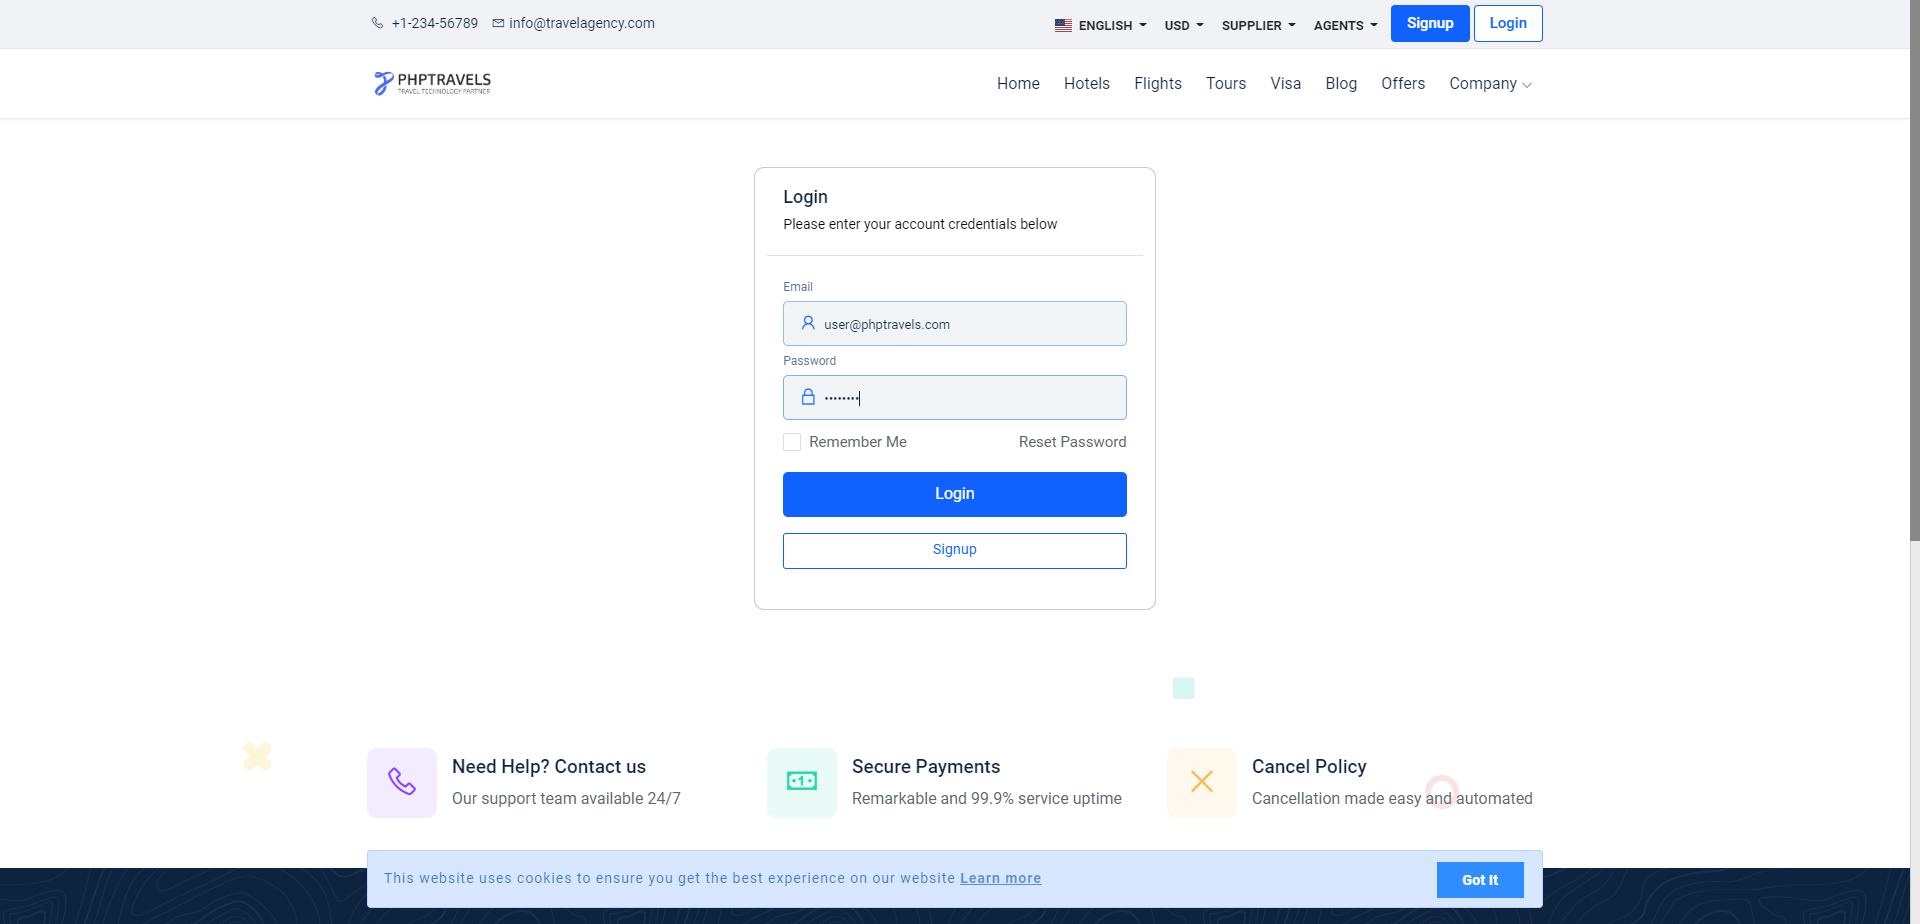 +1-234-56789 info@travelagency.com ENGLISH USD SUPPLIER AGENTS Signup Login
PHPTRAVELS
TRAVEL TECHNOLOGY PARTNER
Home Hotels Flights Tours Visa Blog Offers Company
Login
Please enter your account credentials below
Email
user@phptravels.com
Password
••••••••
Remember Me Reset Password
Login
Signup
Need Help? Contact us
Our support team available 24/7
1
Secure Payments
Remarkable and 99.9% service uptime
Cancel Policy
Cancellation made easy and automated
This website uses cookies to ensure you get the best experience on our website Learn more Got It